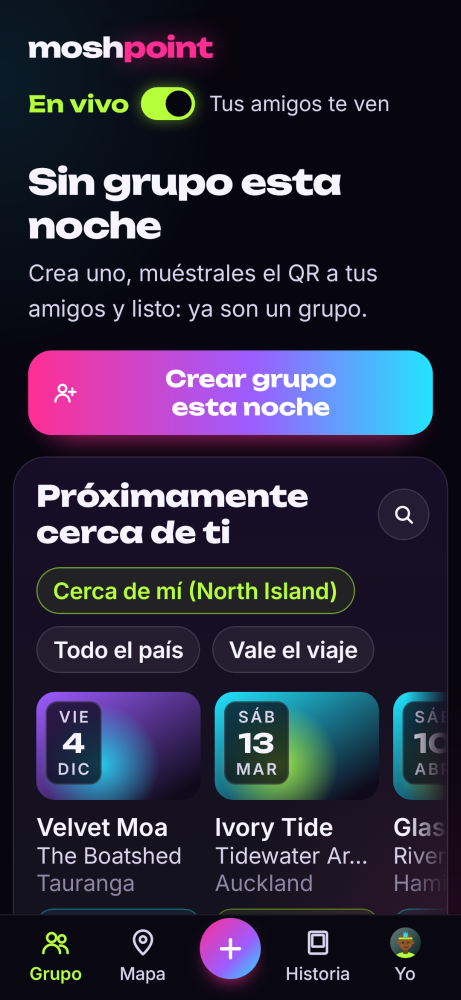 moshpoint
En vivo
Tus amigos te ven
Sin grupo esta
noche
Crea uno, muéstrales el QR a tus
amigos y listo: ya son un grupo.
Crear grupo
esta noche
Próximamente
cerca de ti
Cerca de mí (North Island)
Todo el país
Vale el viaje
VIE
4
DIC
SÁB
13
MAR
Velvet Moa
The Boatshed
Tauranga
Ivory Tide
Tidewater Ar...
Auckland
Grupo
Mapa
Historia
Yo